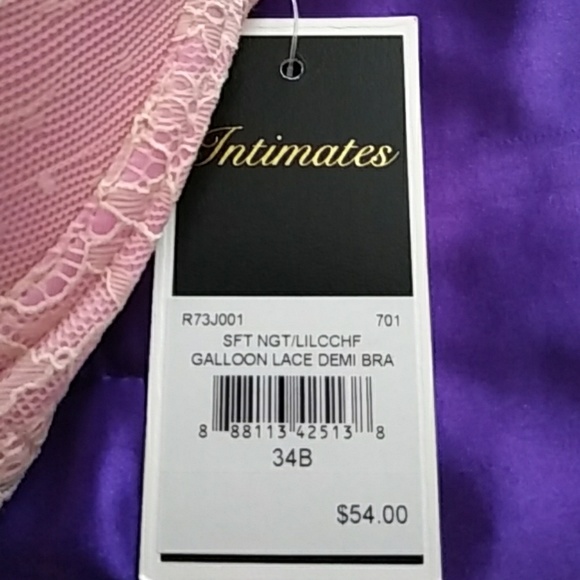 Intimates
R73J001 701
SFT NGT/LILCCHF
GALLOON LACE DEMI BRA
8 88113 42513 8
34B
$54.00